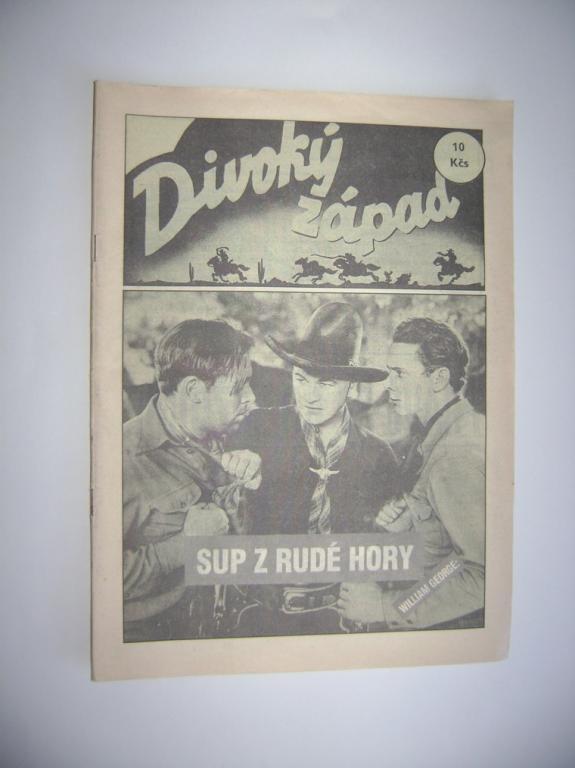 Divoký
západ
10
Kčs
SUP Z RUDÉ HORY
WILLIAM GEORGE: